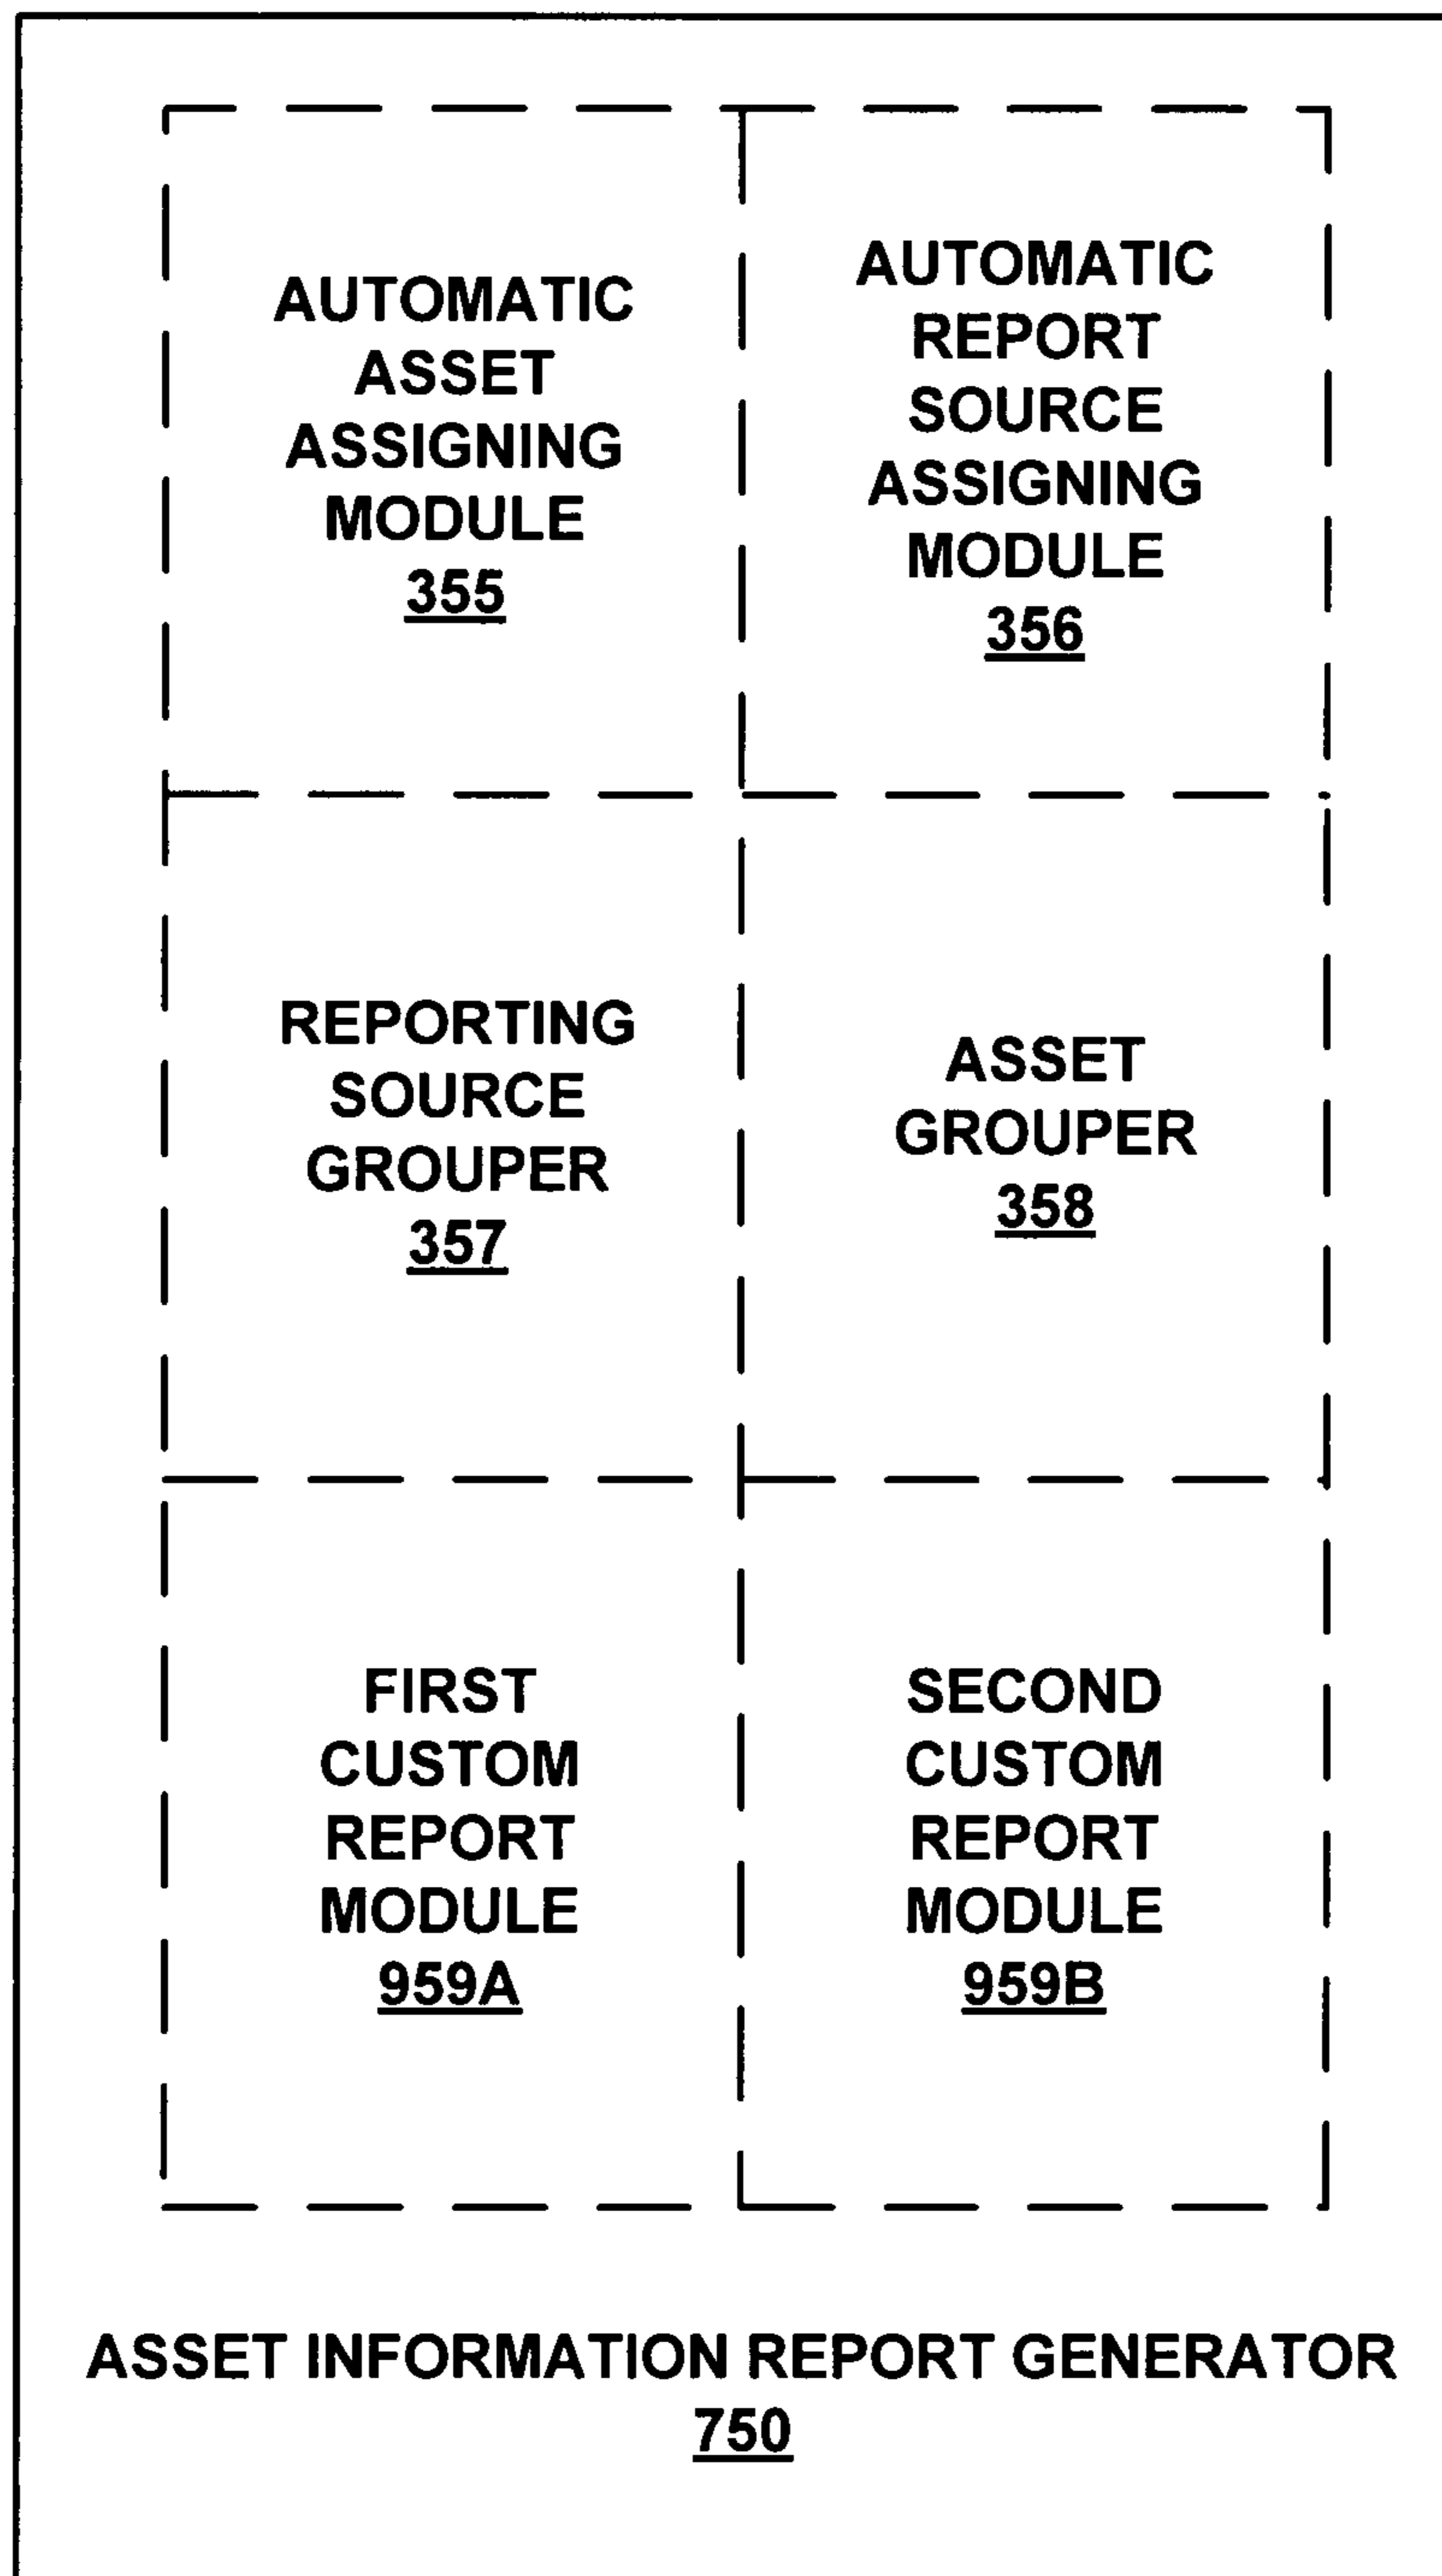 AUTOMATIC
ASSET
ASSIGNING
MODULE
355
AUTOMATIC
REPORT
SOURCE
ASSIGNING
MODULE
356
REPORTING
SOURCE
GROUPER
357
ASSET
GROUPER
358
FIRST
CUSTOM
REPORT
MODULE
959A
SECOND
CUSTOM
REPORT
MODULE
959B
ASSET INFORMATION REPORT GENERATOR
750